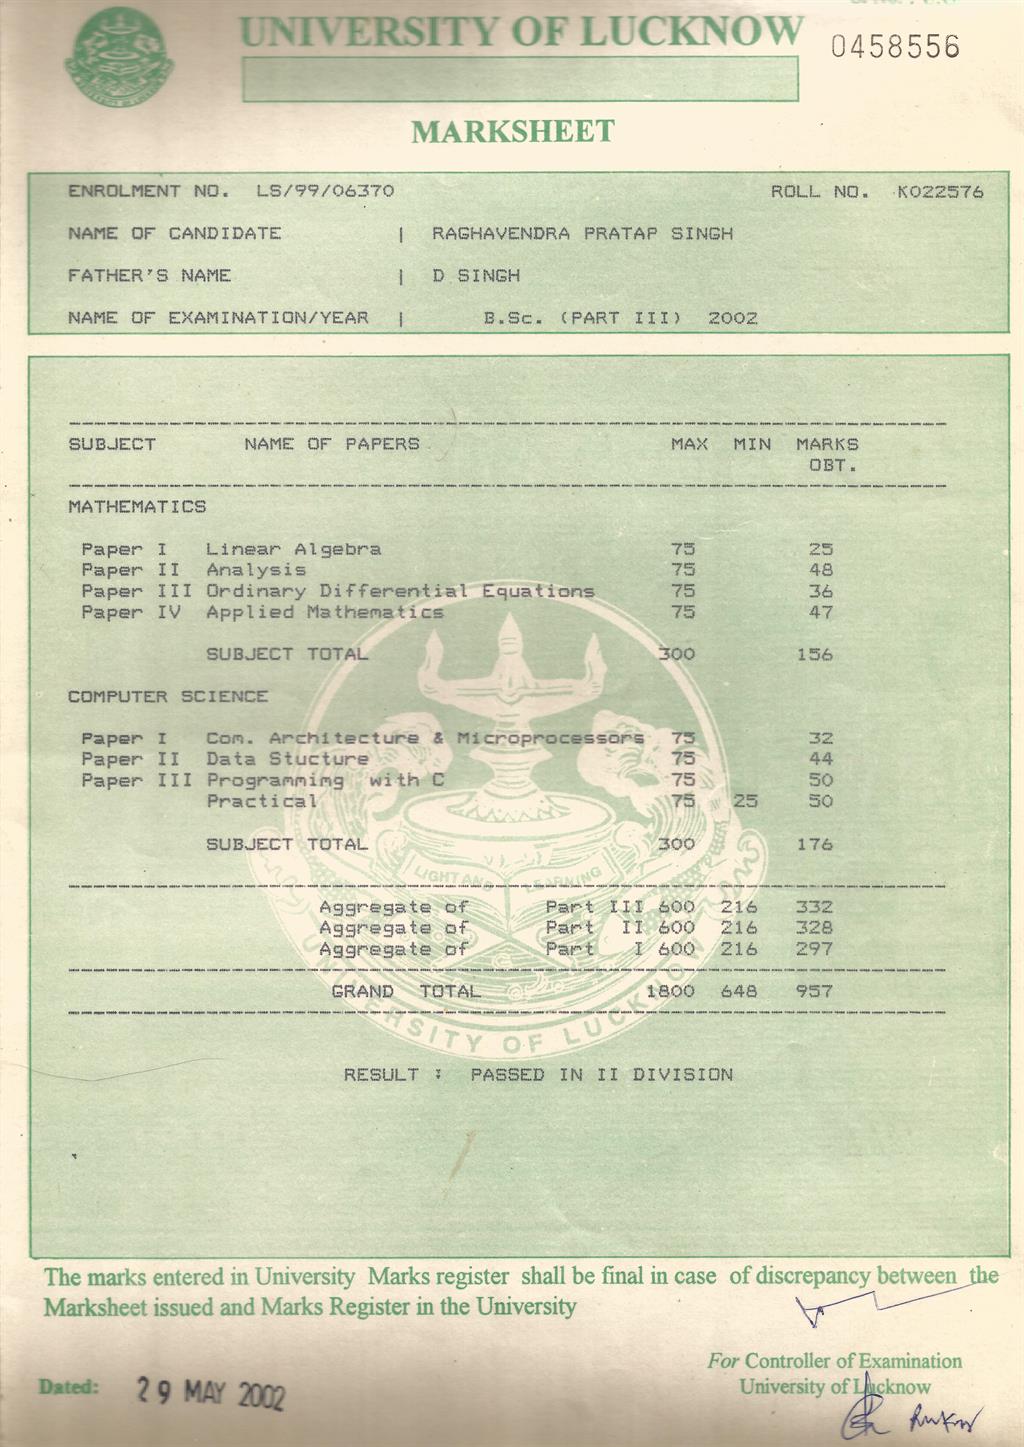 UNIVERSITY OF LUCKNOW
0458556
MARKSHEET
ENROLMENT NO. LS/99/06370 ROLL NO. K022576
NAME OF CANDIDATE | RAGHAVENDRA PRATAP SINGH
FATHER'S NAME | D SINGH
NAME OF EXAMINATION/YEAR | B.Sc. (PART III) 2002
SUBJECT NAME OF PAPERS MAX MIN MARKS
OBT.
MATHEMATICS
Paper I Linear Algebra 75 25
Paper II Analysis 75 48
Paper III Ordinary Differential Equations 75 36
Paper IV Applied Mathematics 75 47
SUBJECT TOTAL 300 156
COMPUTER SCIENCE
Paper I Com. Architecture & Microprocessors 75 32
Paper II Data Stucture 75 44
Paper III Programming with C 75 50
Practical 75 25 50
SUBJECT TOTAL 300 176
LIGHT AND LEARNING
Aggregate of Part III 600 216 332
Aggregate of Part II 600 216 328
Aggregate of Part I 600 216 297
GRAND TOTAL 1800 648 957
UNIVERSITY OF LUCKNOW
RESULT : PASSED IN II DIVISION
The marks entered in University Marks register shall be final in case of discrepancy between the
Marksheet issued and Marks Register in the University
For Controller of Examination
University of Lucknow
Dated: 29 MAY 2002